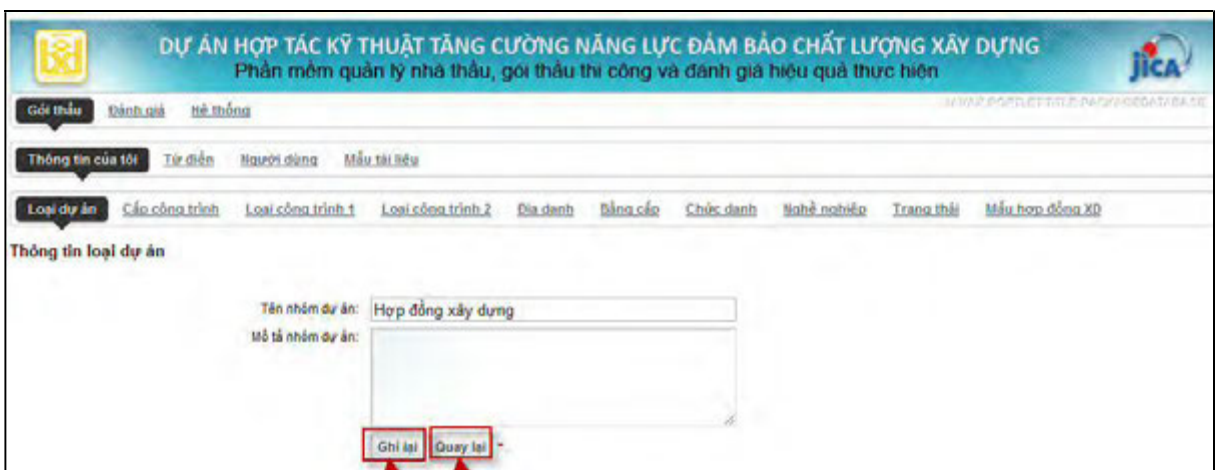 DỰ ÁN HỢP TÁC KỸ THUẬT TĂNG CƯỜNG NĂNG LỰC ĐẢM BẢO CHẤT LƯỢNG XÂY DỰNG
Phần mềm quản lý nhà thầu, gói thầu thi công và đánh giá hiệu quả thực hiện
jICA
Gói thầu Đánh giá Hệ thống
Thông tin của tôi Từ điển Người dùng Mẫu tài liệu
Loại dự án Cấp công trình Loại công trình 1 Loại công trình 2 Địa danh Bằng cấp Chức danh Nghề nghiệp Trạng thái Mẫu hợp đồng XD
Thông tin loại dự án
Tên nhóm dự án: Hợp đồng xây dựng
Mô tả nhóm dự án:
Ghi lại Quay lại